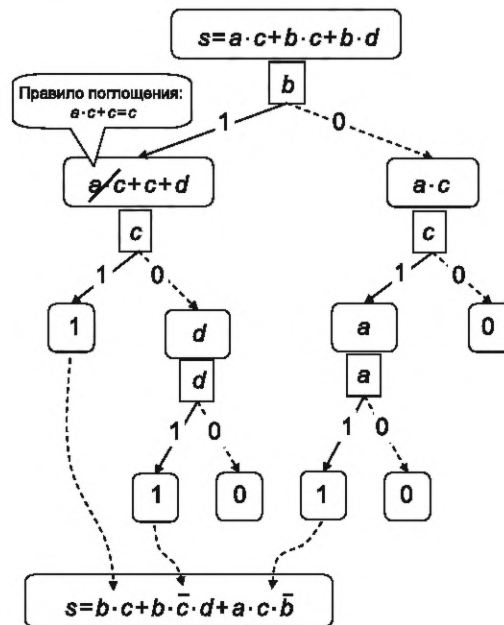 s=a·c+b·c+b·d
b
Правило поглощения:
a·c+c=c
1 0
a·c+c+d
a·c
c
c
1 0 1 0
1
d
a
0
d
a
1 0 1 0
1
0
1
0
s=b·c+b·c̄·d+a·c·b̄